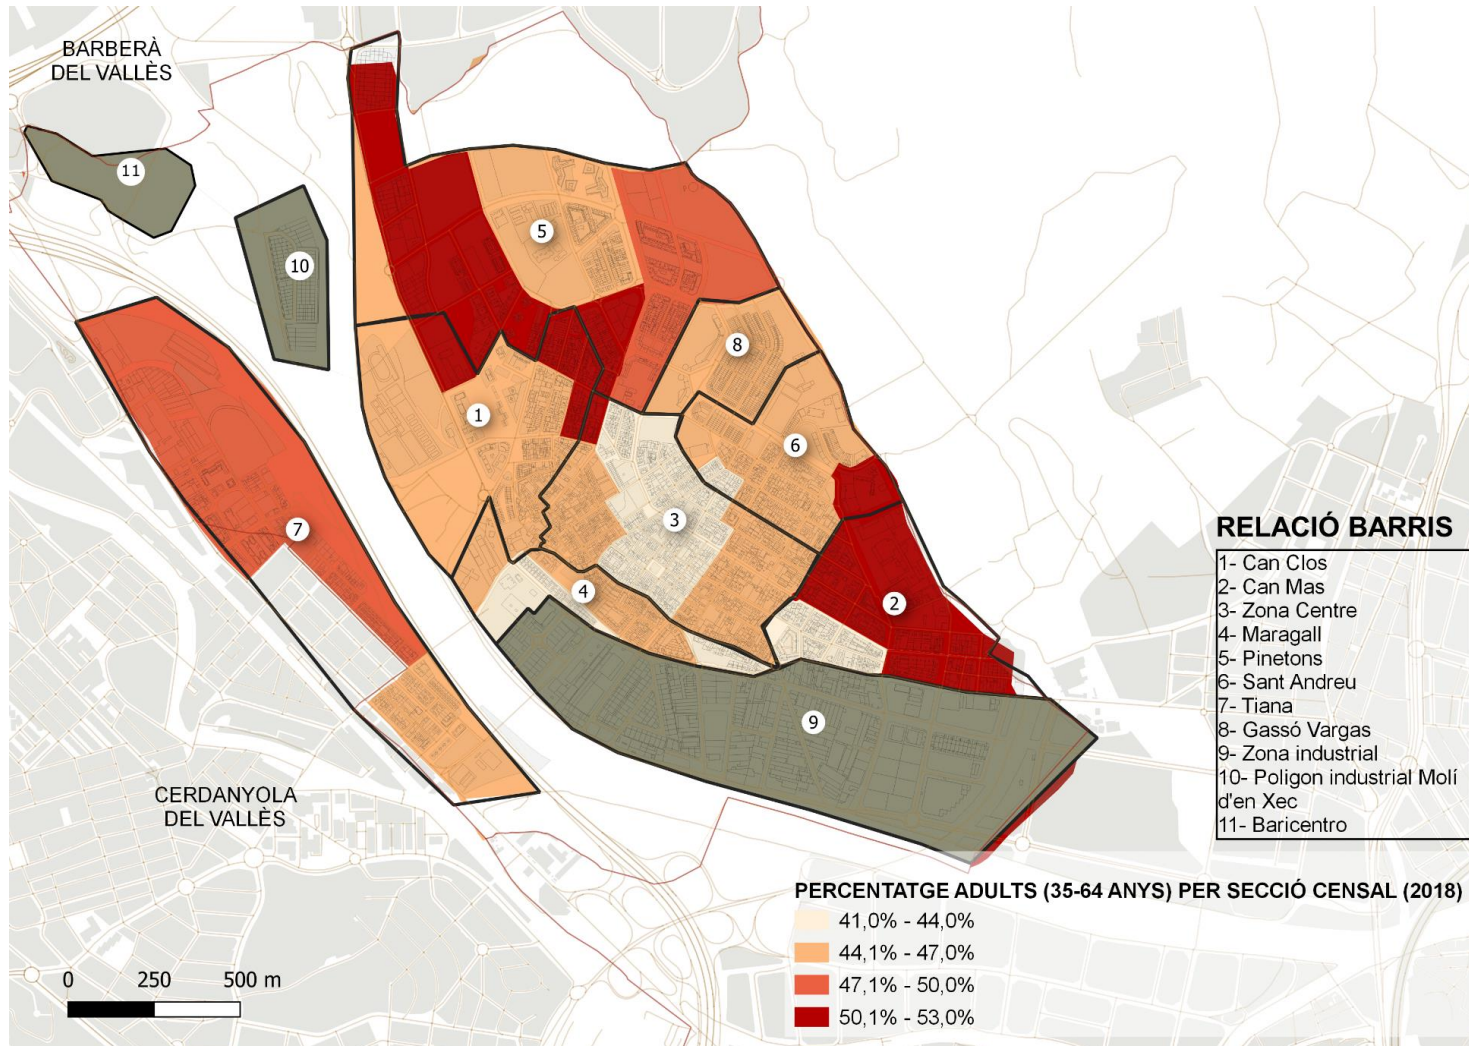 BARBERÀ
DEL VALLÈS
11
10
5
8
1
6
3
7
4
2
9
RELACIÓ BARRIS
1- Can Clos
2- Can Mas
3- Zona Centre
4- Maragall
5- Pinetons
6- Sant Andreu
7- Tiana
8- Gassó Vargas
9- Zona industrial
10- Poligon industrial Molí
d'en Xec
11- Baricentro
CERDANYOLA
DEL VALLÈS
PERCENTATGE ADULTS (35-64 ANYS) PER SECCIÓ CENSAL (2018)
41,0% - 44,0%
44,1% - 47,0%
47,1% - 50,0%
50,1% - 53,0%
0 250 500 m